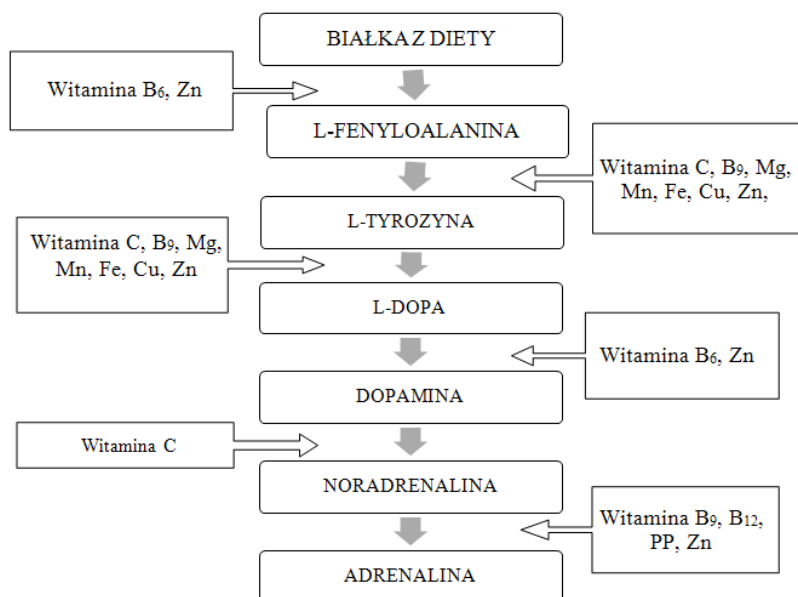 BIAŁKA Z DIETY
Witamina B₆, Zn
L-FENYLOALANINA
Witamina C, B₉, Mg,
Mn, Fe, Cu, Zn,
L-TYROZYNA
Witamina C, B₉, Mg,
Mn, Fe, Cu, Zn
L-DOPA
Witamina B₆, Zn
DOPAMINA
Witamina C
NORADRENALINA
Witamina B₉, B₁₂,
PP, Zn
ADRENALINA